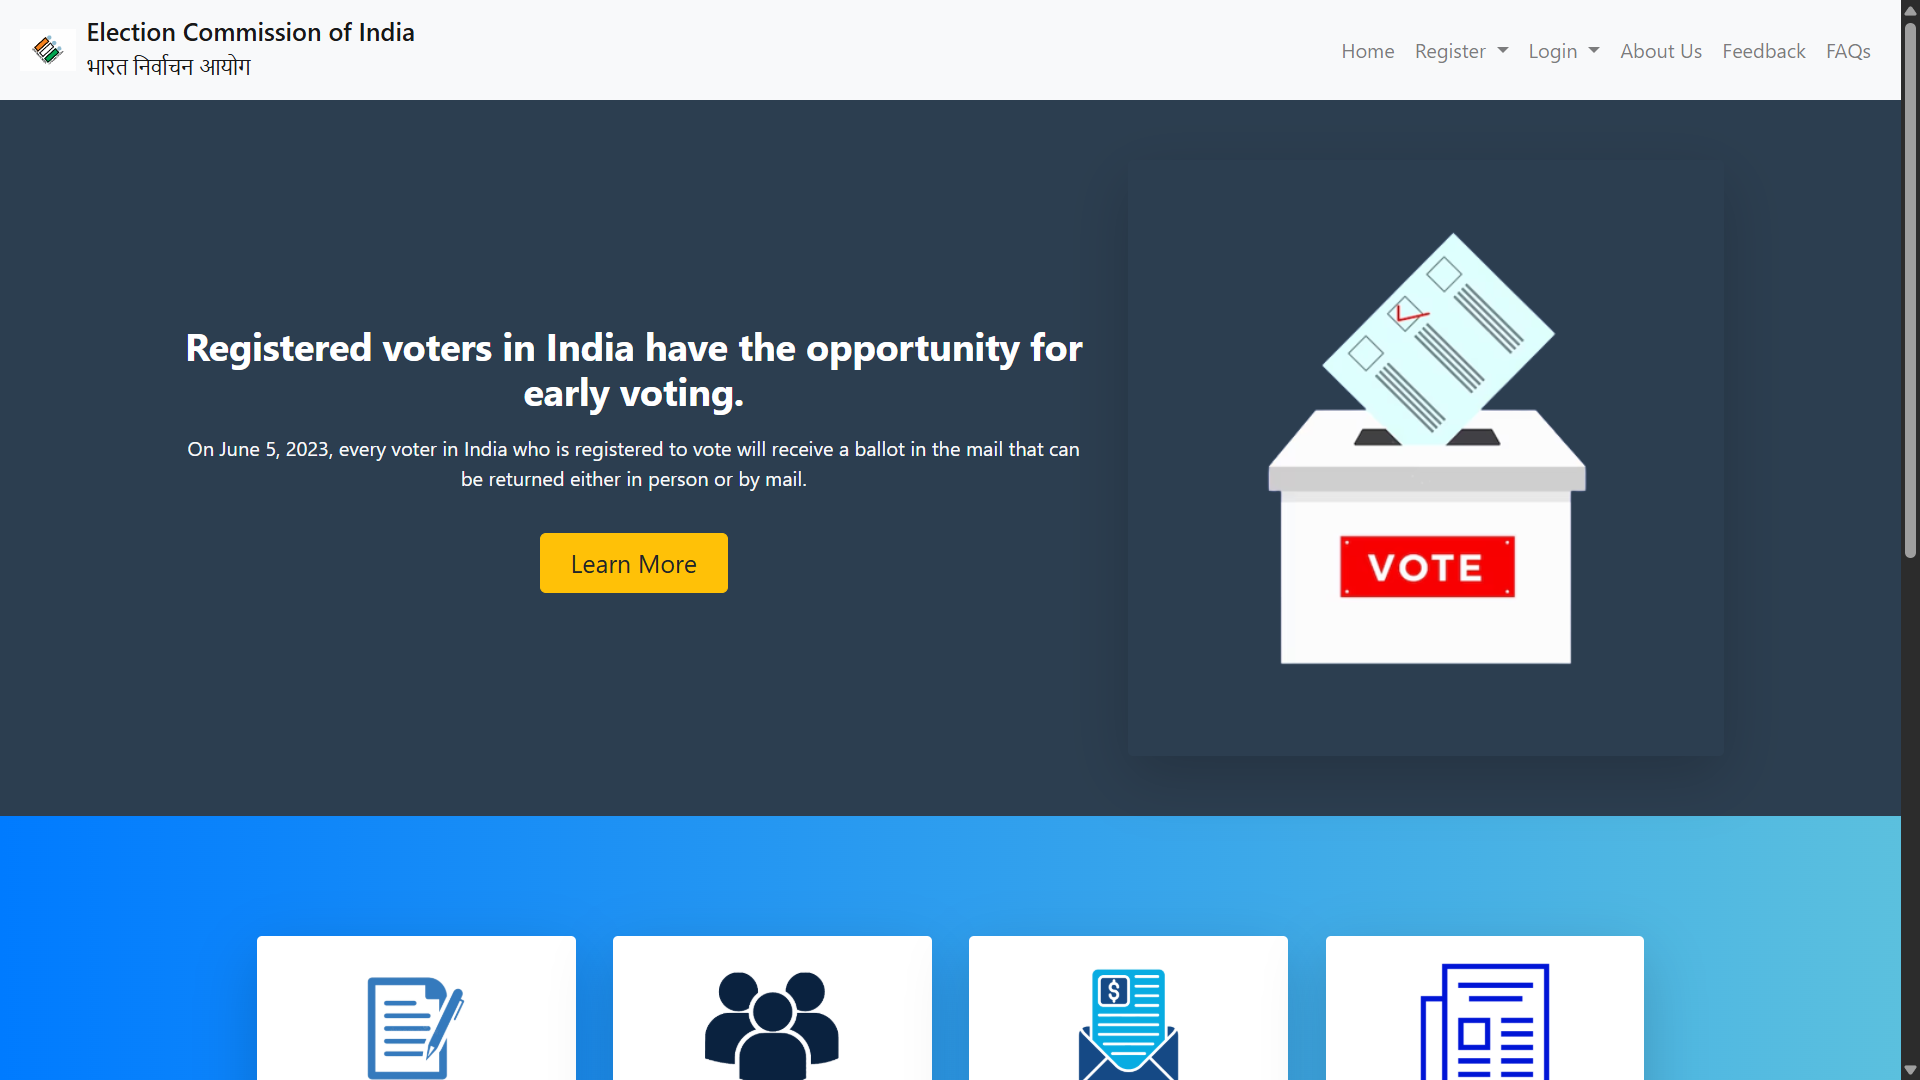 Election Commission of India
भारत निर्वाचन आयोग
Home Register Login About Us Feedback FAQs
Registered voters in India have the opportunity for
early voting.
On June 5, 2023, every voter in India who is registered to vote will receive a ballot in the mail that can
be returned either in person or by mail.
Learn More
VOTE
$